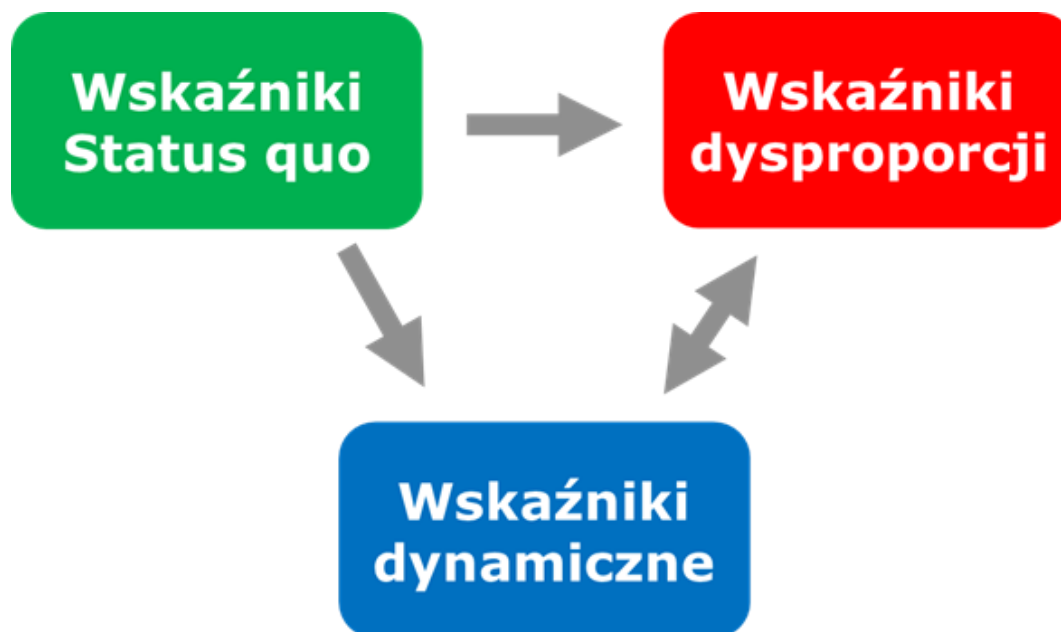 Wskaźniki
Status quo
Wskaźniki
dysproporcji
Wskaźniki
dynamiczne